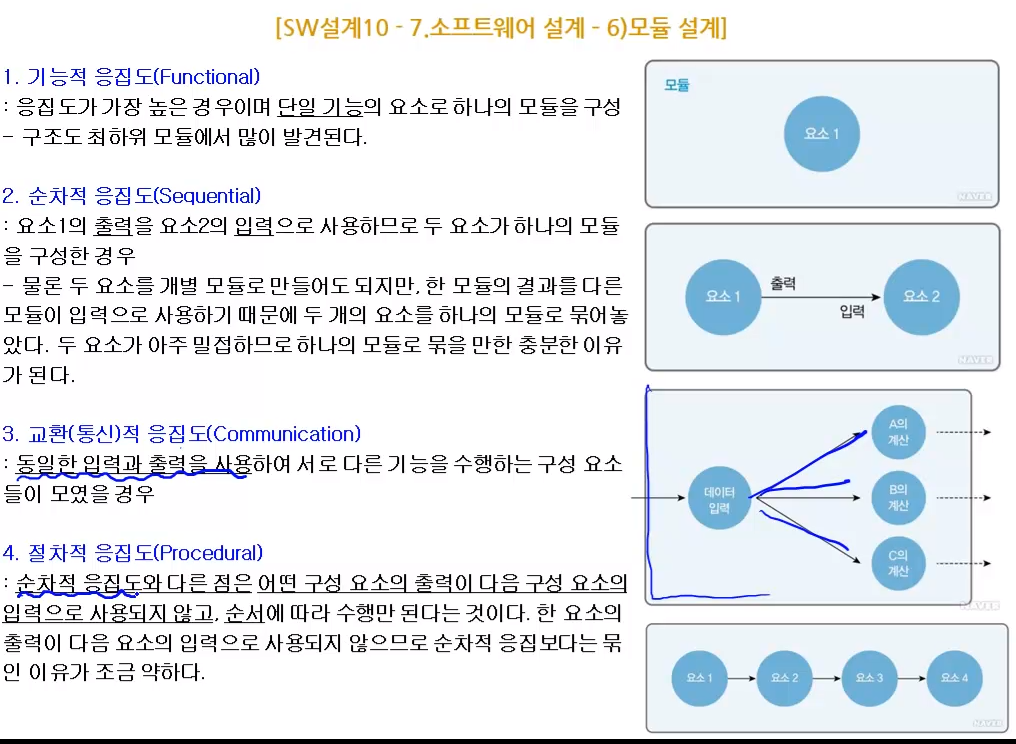 [SW설계10 - 7.소프트웨어 설계 - 6)모듈 설계]
1. 기능적 응집도(Functional)
: 응집도가 가장 높은 경우이며 단일 기능의 요소로 하나의 모듈을 구성
- 구조도 최하위 모듈에서 많이 발견된다.
2. 순차적 응집도(Sequential)
: 요소1의 출력을 요소2의 입력으로 사용하므로 두 요소가 하나의 모듈
을 구성한 경우
- 물론 두 요소를 개별 모듈로 만들어도 되지만, 한 모듈의 결과를 다른
모듈이 입력으로 사용하기 때문에 두 개의 요소를 하나의 모듈로 묶어놓
았다. 두 요소가 아주 밀접하므로 하나의 모듈로 묶을 만한 충분한 이유
가 된다.
3. 교환(통신)적 응집도(Communication)
: 동일한 입력과 출력을 사용하여 서로 다른 기능을 수행하는 구성 요소
들이 모였을 경우
4. 절차적 응집도(Procedural)
: 순차적 응집도와 다른 점은 어떤 구성 요소의 출력이 다음 구성 요소의
입력으로 사용되지 않고, 순서에 따라 수행만 된다는 것이다. 한 요소의
출력이 다음 요소의 입력으로 사용되지 않으므로 순차적 응집보다는 묶
인 이유가 조금 약하다.
모듈
요소 1
NAVER
요소 1
출력
입력
요소 2
NAVER
데이터
입력
A의
계산
B의
계산
C의
계산
NAVER
요소 1
요소 2
요소 3
요소 4
NAVER